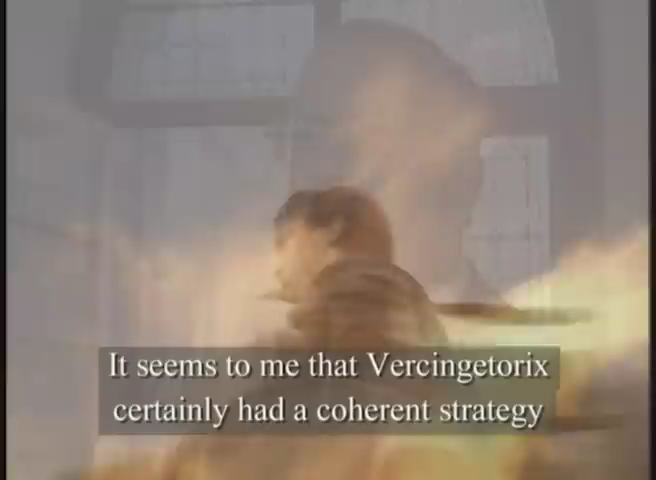 It seems to me that Vercingetorix
certainly had a coherent strategy